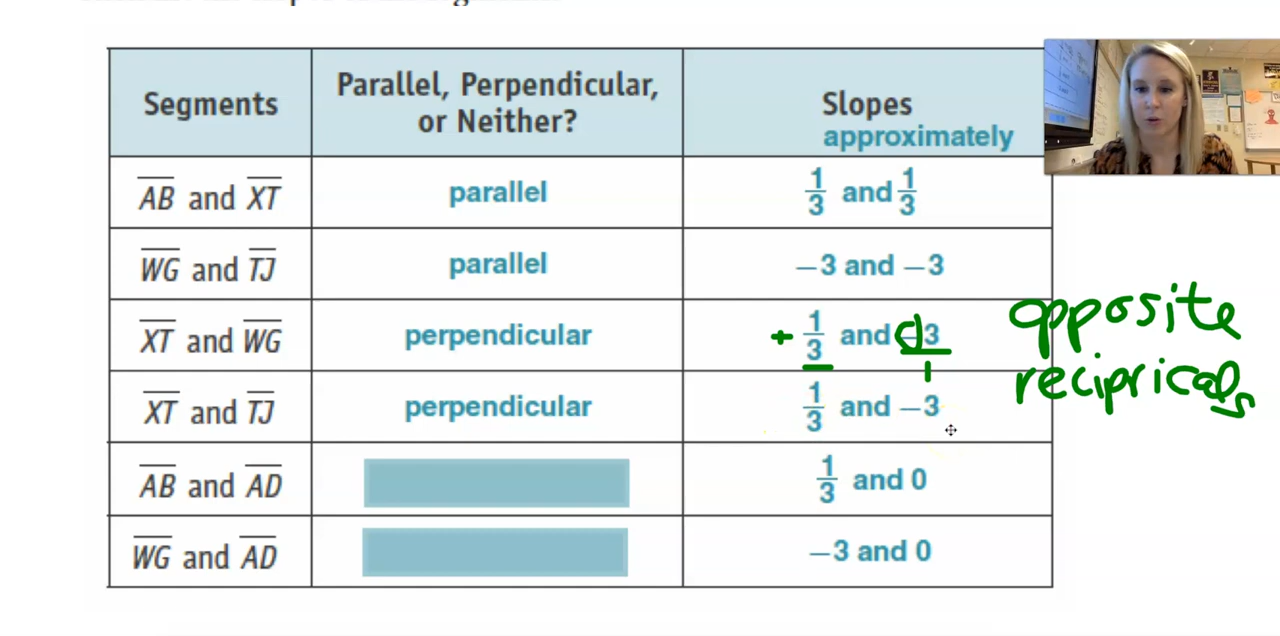 Segments Parallel, Perpendicular, or Neither? Slopes approximately
AB and XT parallel 1/3 and 1/3
WG and TJ parallel −3 and −3
XT and WG perpendicular + 1/3 and −3/1
XT and TJ perpendicular 1/3 and −3
AB and AD 1/3 and 0
WG and AD −3 and 0
opposite
recipricals